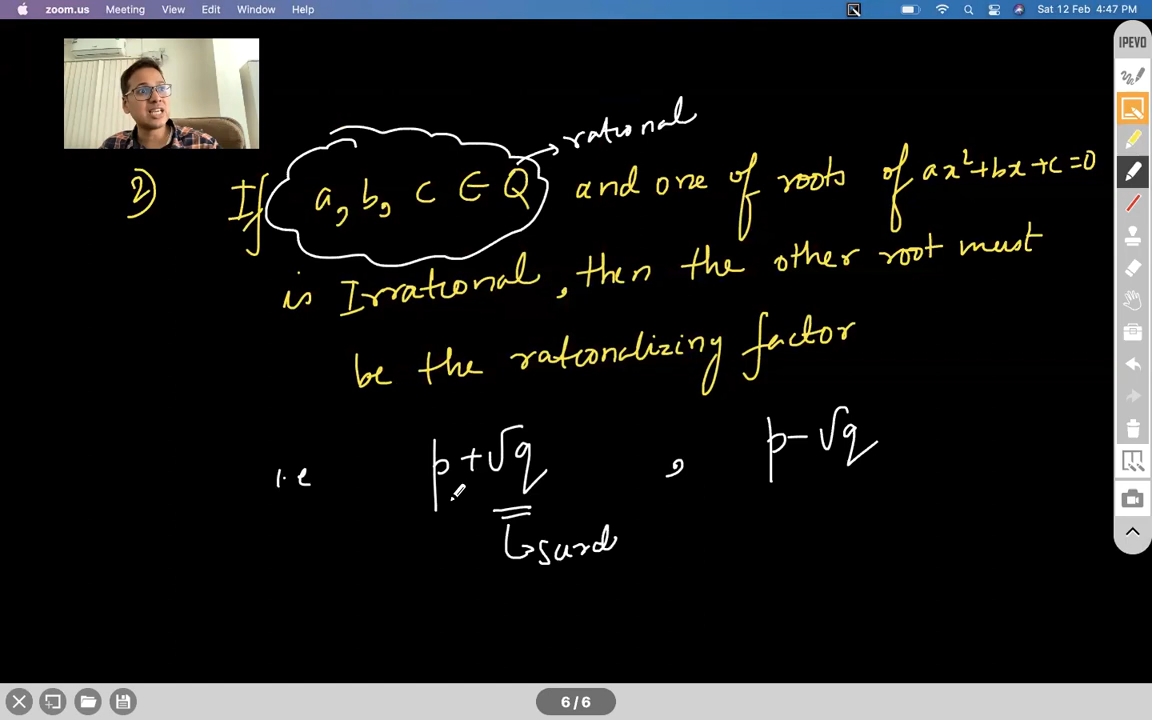 zoom.us Meeting View Edit Window Help Sat 12 Feb 4:47 PM
IPEVO
rational
2) If a, b, c ∈ Q and one of roots of ax²+bx+c=0
is Irrational, then the other root must
be the rationalizing factor
i.e p+√q , p-√q
↳surd
6/6